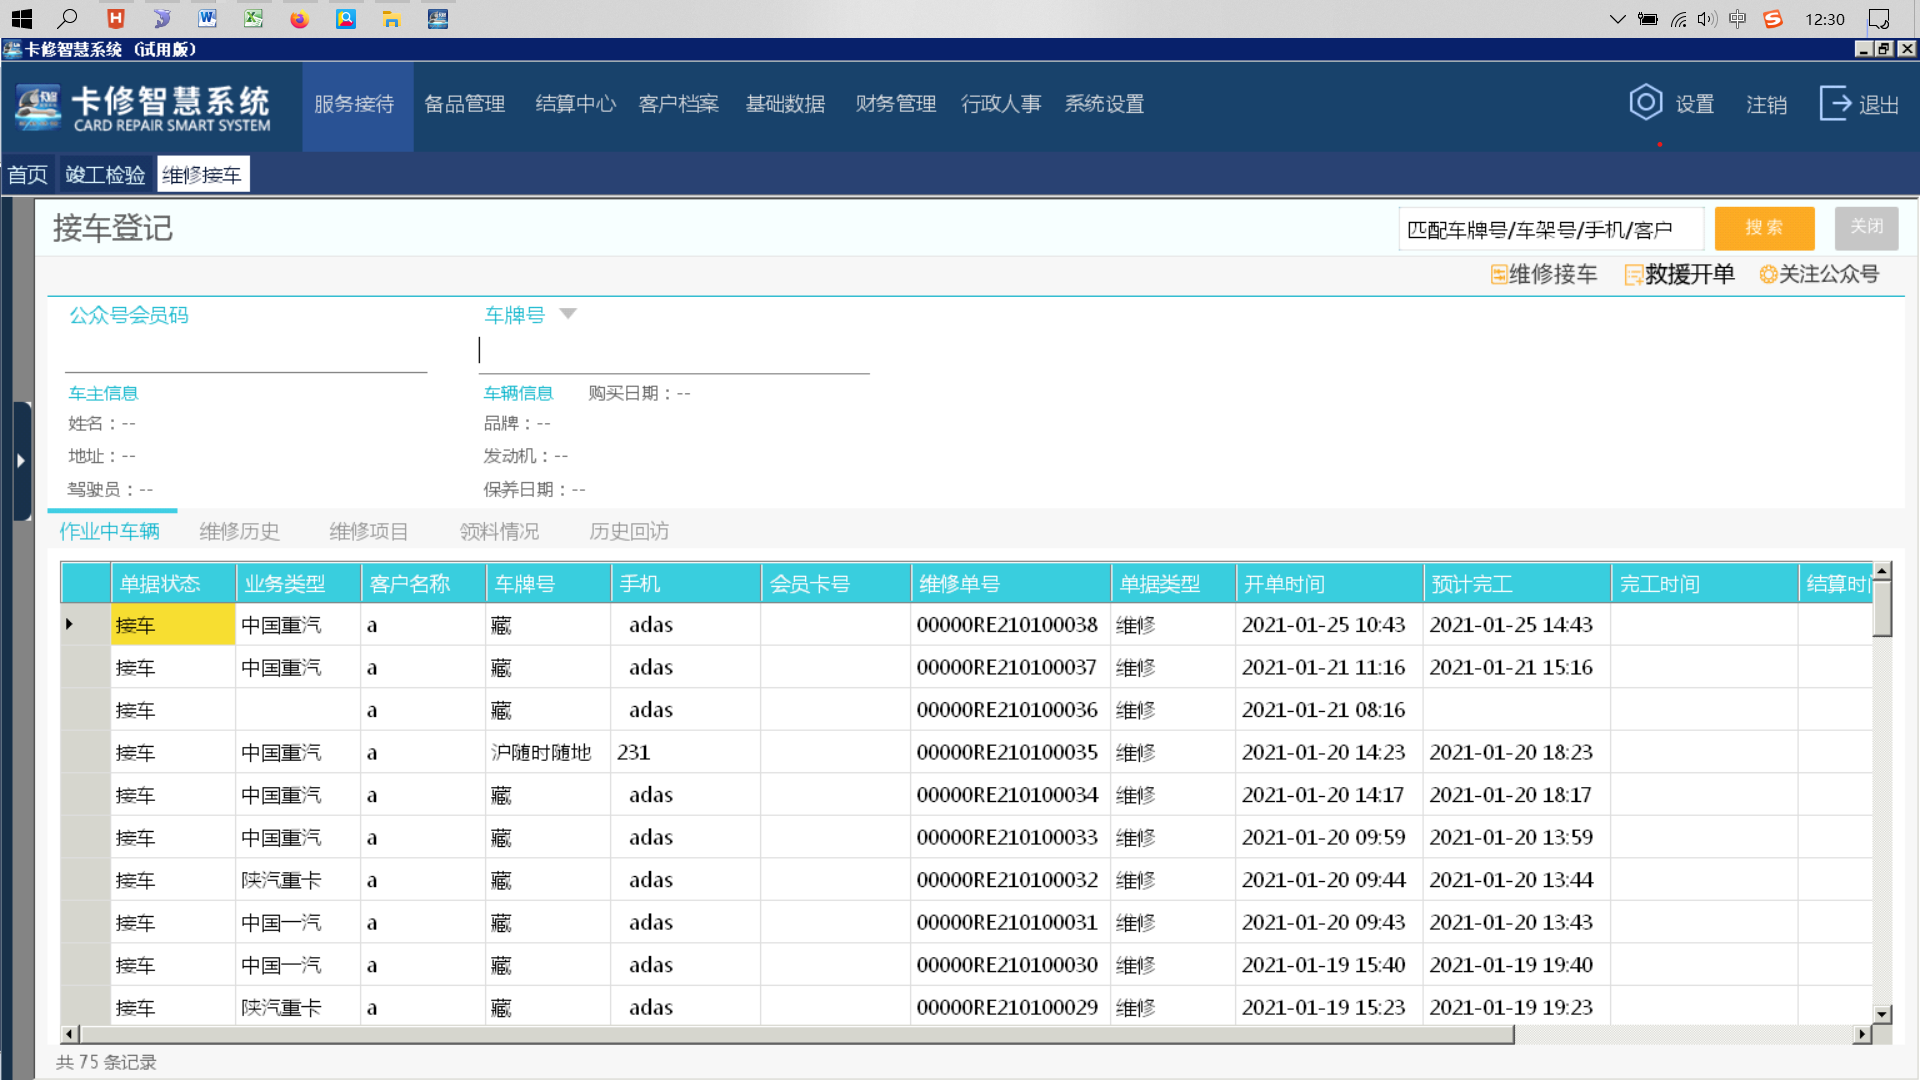 12:30
卡修智慧系统（试用版）
卡修智慧系统
CARD REPAIR SMART SYSTEM
服务接待 备品管理 结算中心 客户档案 基础数据 财务管理 行政人事 系统设置 设置 注销 退出
首页 竣工检验 维修接车
接车登记 匹配车牌号/车架号/手机/客户 搜索 关闭
维修接车 救援开单 关注公众号
公众号会员码 车牌号
车主信息 车辆信息 购买日期：--
姓名：-- 品牌：--
地址：-- 发动机：--
驾驶员：-- 保养日期：--
作业中车辆 维修历史 维修项目 领料情况 历史回访
单据状态 业务类型 客户名称 车牌号 手机 会员卡号 维修单号 单据类型 开单时间 预计完工 完工时间 结算时
接车 中国重汽 a 藏 adas 00000RE210100038 维修 2021-01-25 10:43 2021-01-25 14:43
接车 中国重汽 a 藏 adas 00000RE210100037 维修 2021-01-21 11:16 2021-01-21 15:16
接车 a 藏 adas 00000RE210100036 维修 2021-01-21 08:16
接车 中国重汽 a 沪随时随地 231 00000RE210100035 维修 2021-01-20 14:23 2021-01-20 18:23
接车 中国重汽 a 藏 adas 00000RE210100034 维修 2021-01-20 14:17 2021-01-20 18:17
接车 中国重汽 a 藏 adas 00000RE210100033 维修 2021-01-20 09:59 2021-01-20 13:59
接车 陕汽重卡 a 藏 adas 00000RE210100032 维修 2021-01-20 09:44 2021-01-20 13:44
接车 中国一汽 a 藏 adas 00000RE210100031 维修 2021-01-20 09:43 2021-01-20 13:43
接车 中国一汽 a 藏 adas 00000RE210100030 维修 2021-01-19 15:40 2021-01-19 19:40
接车 陕汽重卡 a 藏 adas 00000RE210100029 维修 2021-01-19 15:23 2021-01-19 19:23
共 75 条记录